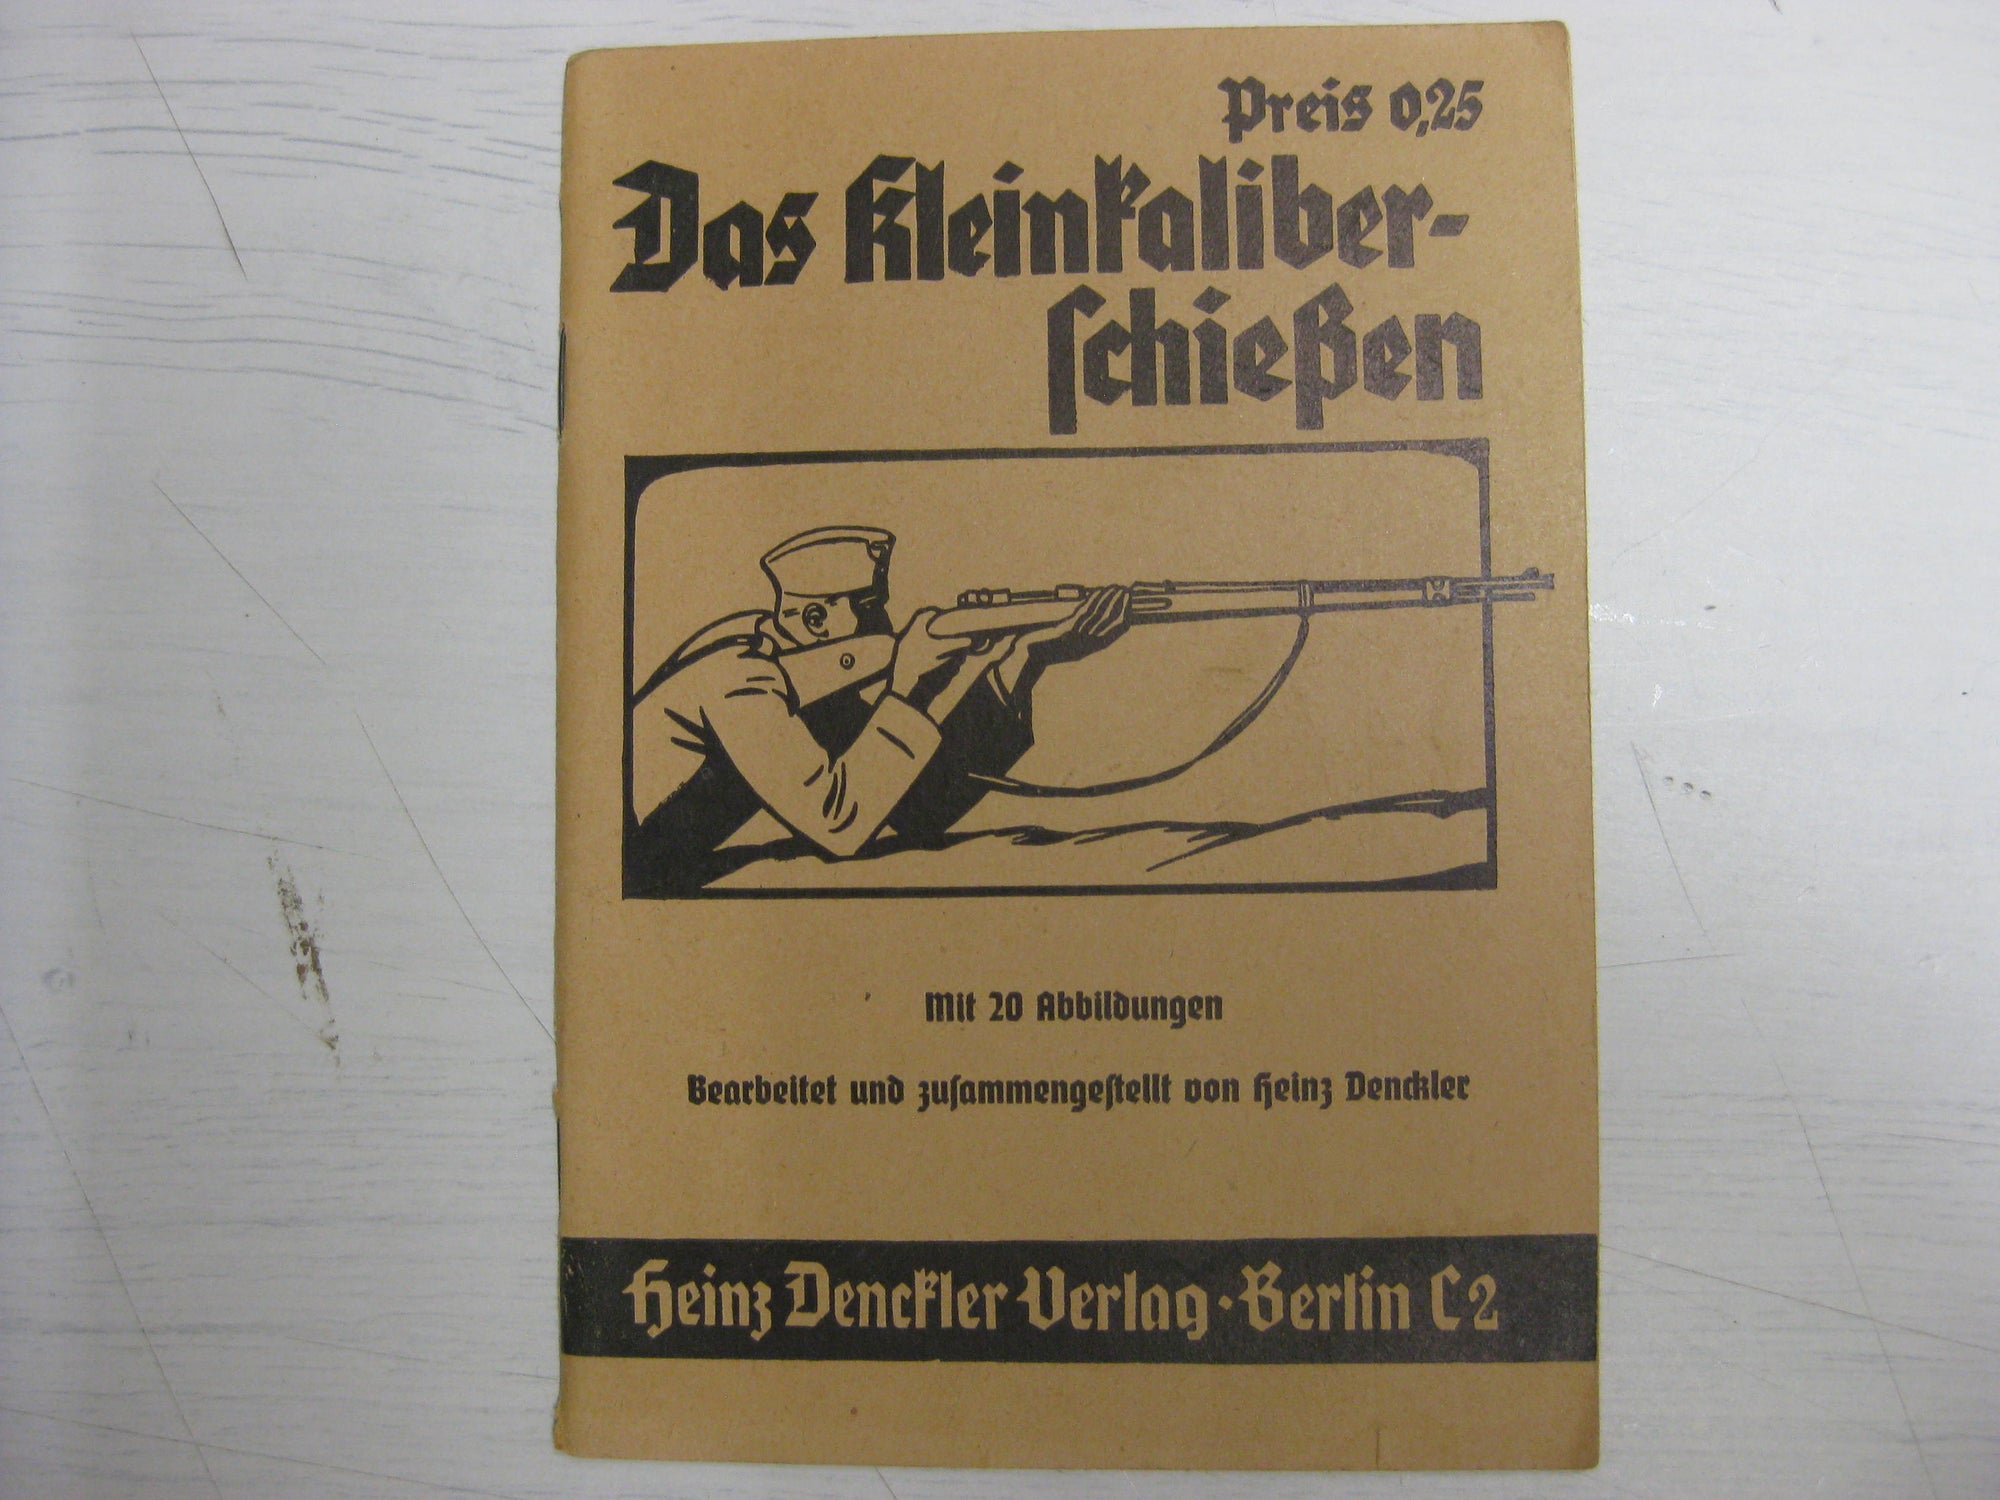 Preis 0,25
Das Kleinkaliber-
schießen
Mit 20 Abbildungen
Bearbeitet und zusammengestellt von Heinz Denckler
Heinz Denckler Verlag · Berlin C2